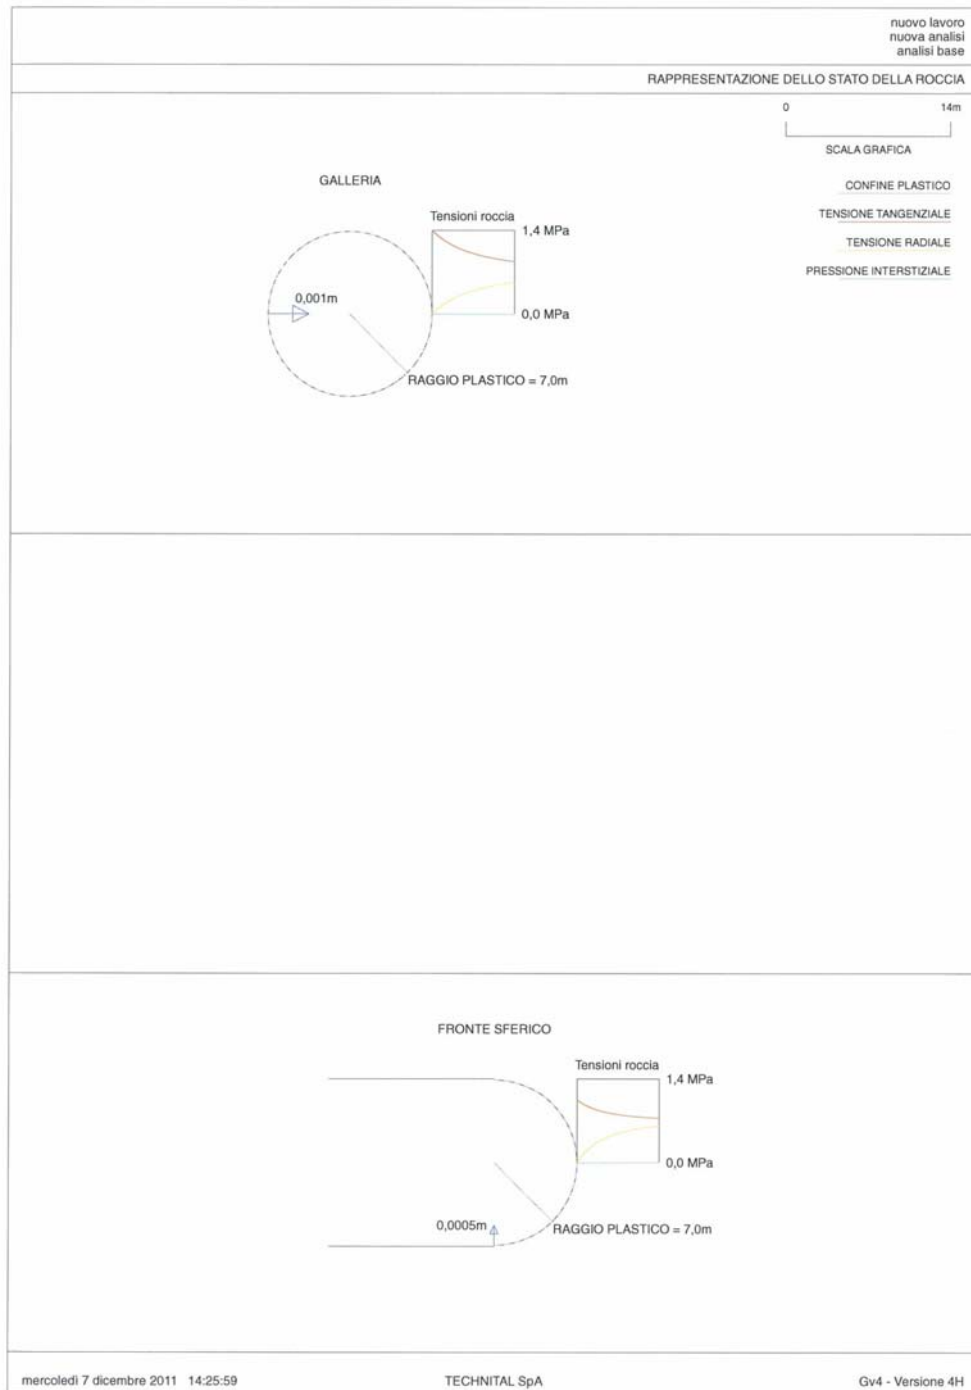 nuovo lavoro
nuova analisi
analisi base
RAPPRESENTAZIONE DELLO STATO DELLA ROCCIA
0 14m
SCALA GRAFICA
CONFINE PLASTICO
TENSIONE TANGENZIALE
TENSIONE RADIALE
PRESSIONE INTERSTIZIALE
GALLERIA
Tensioni roccia
1,4 MPa
0,001m
0,0 MPa
RAGGIO PLASTICO = 7,0m
FRONTE SFERICO
Tensioni roccia
1,4 MPa
0,0 MPa
0,0005m
RAGGIO PLASTICO = 7,0m
mercoledì 7 dicembre 2011 14:25:59 TECHNITAL SpA Gv4 - Versione 4H